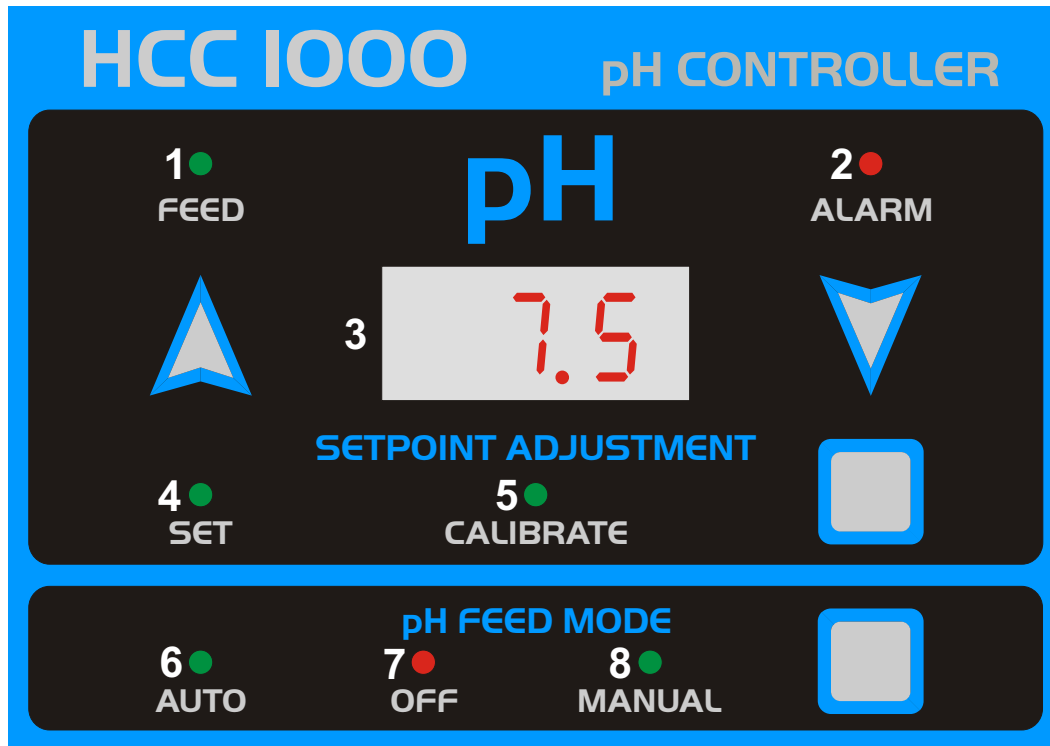 HCC 1000
pH CONTROLLER
1
FEED
pH
2
ALARM
3
7.5
SETPOINT ADJUSTMENT
4
SET
5
CALIBRATE
pH FEED MODE
6
AUTO
7
OFF
8
MANUAL